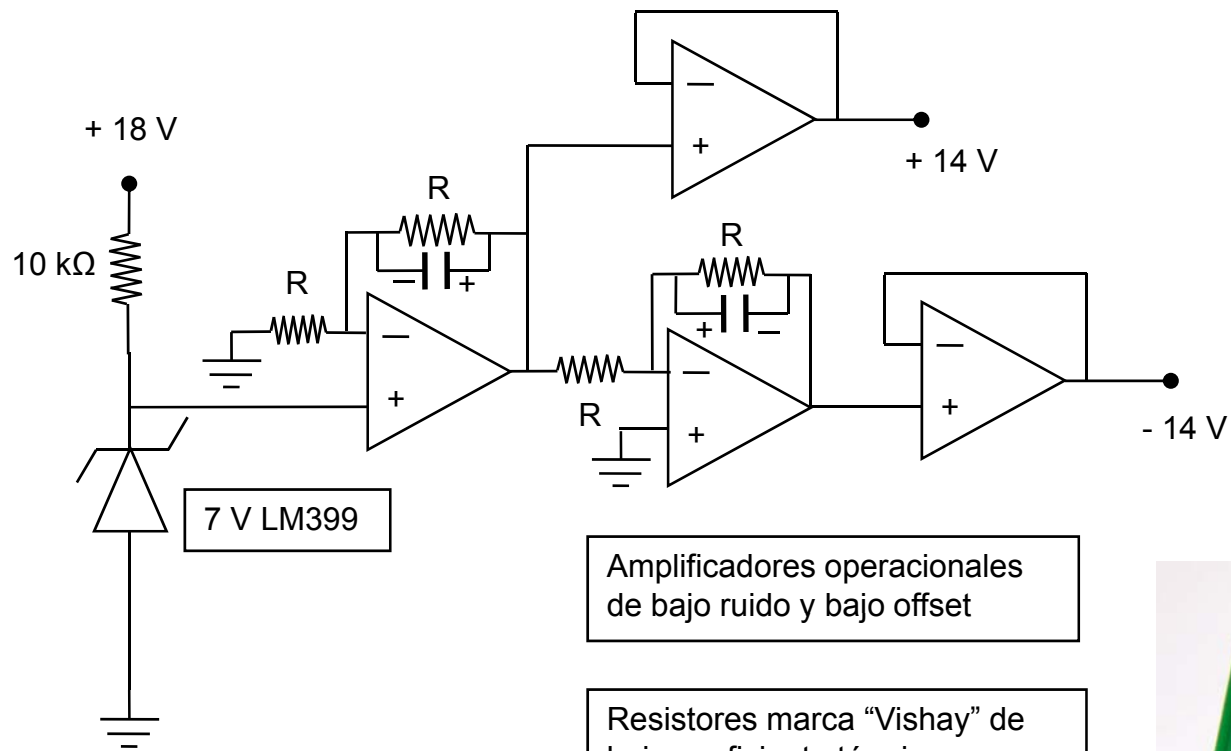 + 18 V
10 kΩ
7 V LM399
R
R
−
+
−
+
−
+
+ 14 V
R
R
+
−
−
+
−
+
- 14 V
Amplificadores operacionales
de bajo ruido y bajo offset
Resistores marca “Vishay” de